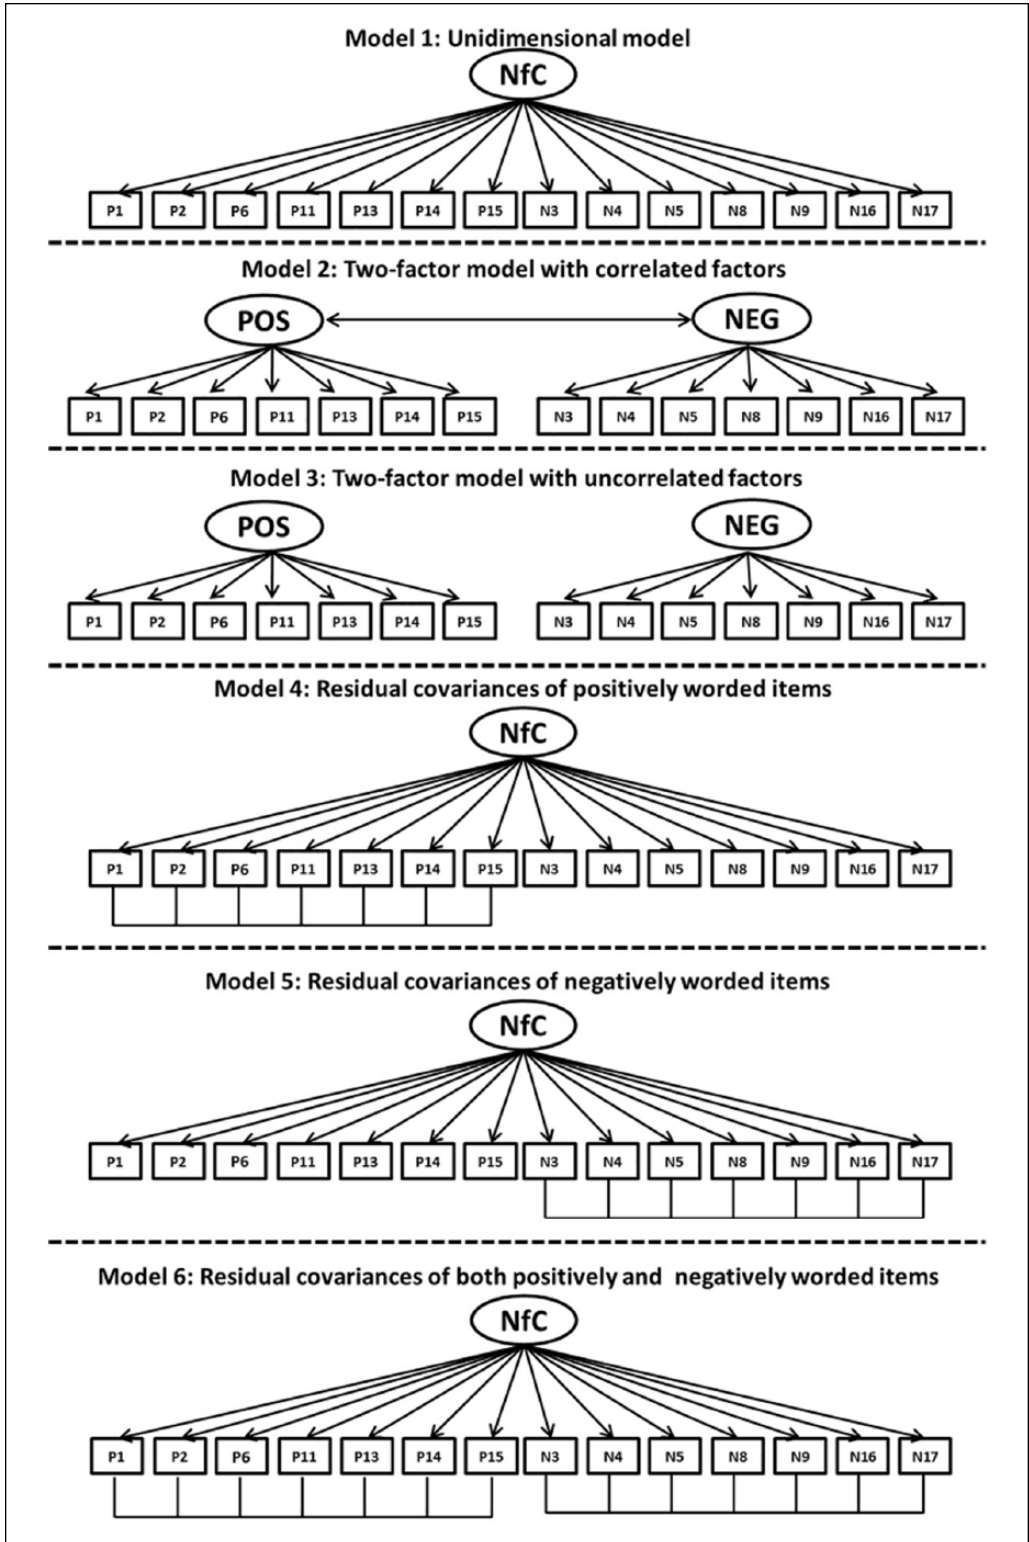 Model 1: Unidimensional model
NfC
P1 P2 P6 P11 P13 P14 P15 N3 N4 N5 N8 N9 N16 N17
Model 2: Two-factor model with correlated factors
POS NEG
P1 P2 P6 P11 P13 P14 P15 N3 N4 N5 N8 N9 N16 N17
Model 3: Two-factor model with uncorrelated factors
POS NEG
P1 P2 P6 P11 P13 P14 P15 N3 N4 N5 N8 N9 N16 N17
Model 4: Residual covariances of positively worded items
NfC
P1 P2 P6 P11 P13 P14 P15 N3 N4 N5 N8 N9 N16 N17
Model 5: Residual covariances of negatively worded items
NfC
P1 P2 P6 P11 P13 P14 P15 N3 N4 N5 N8 N9 N16 N17
Model 6: Residual covariances of both positively and negatively worded items
NfC
P1 P2 P6 P11 P13 P14 P15 N3 N4 N5 N8 N9 N16 N17